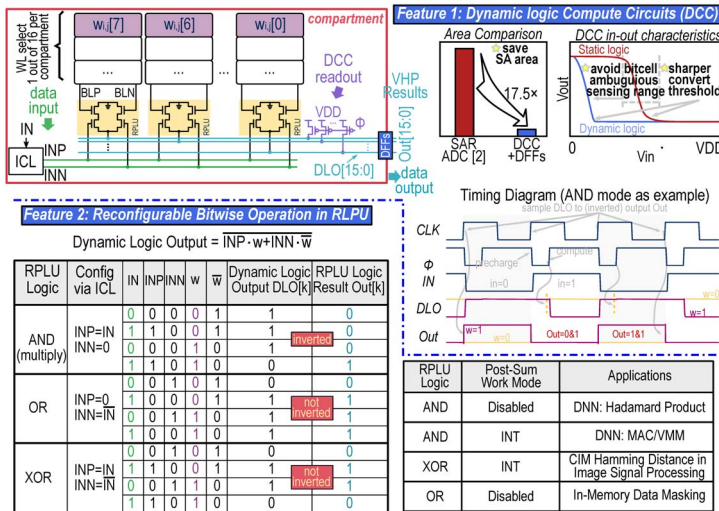 WL select
1 out of 16 per
compartment
wi,j[7]
wi,j[6]
wi,j[0]
...
...
...
...
compartment
DCC
readout
VHP
Results
data
input
BLP
BLN
RPLU
RPLU
RPLU
VDD
...
Φ
IN
ICL
INP
INN
DLO[15:0]
DFFs
Out[15:0]
data
output
Feature 1: Dynamic logic Compute Circuits (DCC)
Area Comparison
save
SA area
17.5×
SAR
ADC [2]
DCC
+DFFs
DCC in-out characteristics
Static logic
avoid bitcell
ambugluous
sensing range
sharper
convert
threshold
Dynamic logic
Vout
0
Vin
VDD
Feature 2: Reconfigurable Bitwise Operation in RLPU
Dynamic Logic Output = INP·w+INN·w
RPLU Logic | Config via ICL | IN | INP | INN | w | w | Dynamic Logic Output DLO[k] | RPLU Logic Result Out[k]
AND (multiply) | INP=IN INN=0
0 0 0 0 1 1 0
1 1 0 0 1 1 0
0 0 0 1 0 1 0
1 1 0 1 0 0 1
inverted
OR | INP=0 INN=IN
0 0 1 0 1 0 0
1 0 0 0 1 1 1
0 0 1 1 0 1 1
1 0 0 1 0 1 1
not
inverted
XOR | INP=IN INN=IN
0 0 1 0 1 0 0
1 1 0 0 1 1 1
0 0 1 1 0 1 1
1 1 0 1 0 0 0
not
inverted
Timing Diagram (AND mode as example)
sample DLO to (inverted) output Out
CLK
Φ
precharge
compute
IN
in=0
in=1
DLO
w=0
w=1
Out
w=1
w=0
Out=0&1
Out=1&1
RPLU Logic | Post-Sum Work Mode | Applications
AND | Disabled | DNN: Hadamard Product
AND | INT | DNN: MAC/VMM
XOR | INT | CIM Hamming Distance in Image Signal Processing
OR | Disabled | In-Memory Data Masking